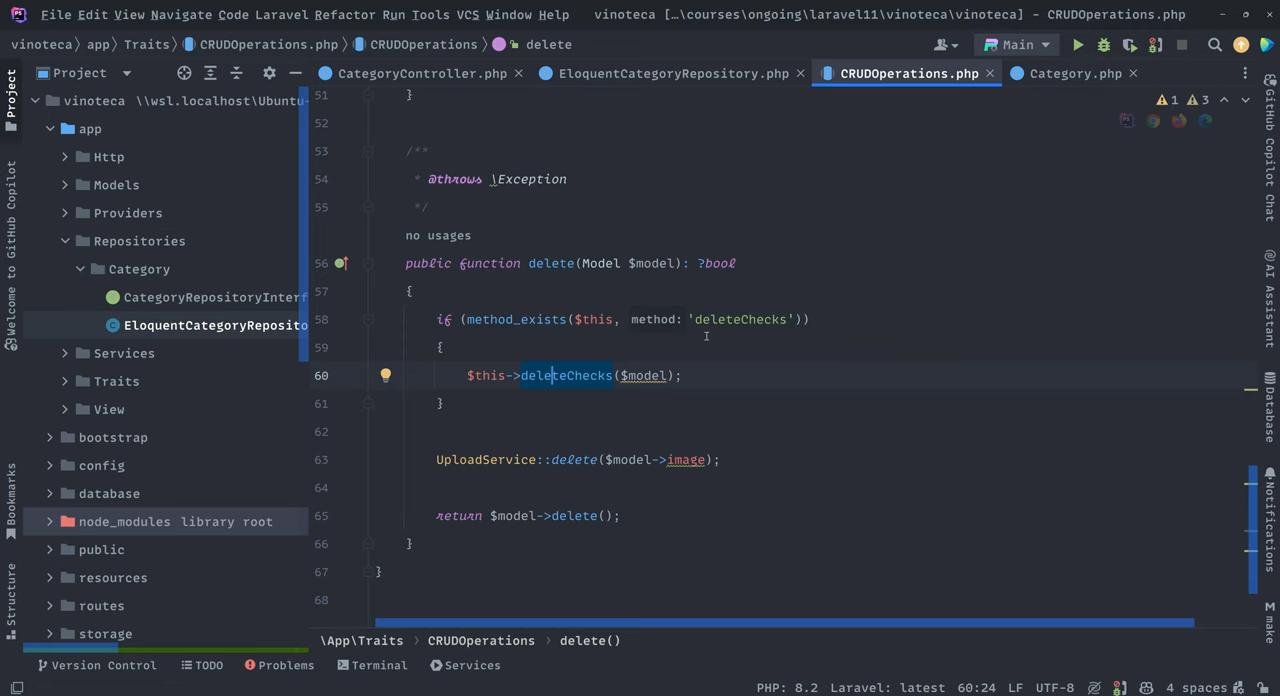 File Edit View Navigate Code Laravel Refactor Run Tools VCS Window Help vinoteca […\courses\ongoing\laravel11\vinoteca\vinoteca] - CRUDOperations.php
vinoteca app Traits CRUDOperations.php CRUDOperations delete Main
Project CategoryController.php EloquentCategoryRepository.php CRUDOperations.php Category.php
vinoteca \\wsl.localhost\Ubuntu-
app
Http
Models
Providers
Repositories
Category
CategoryRepositoryInterf
EloquentCategoryReposito
Services
Traits
View
bootstrap
config
database
node_modules library root
public
resources
routes
storage
1 3
51 }
52
53 /**
54 * @throws \Exception
55 */
no usages
56 public function delete(Model $model): ?bool
57 {
58 if (method_exists($this, method: 'deleteChecks'))
59 {
60 $this->deleteChecks($model);
61 }
62
63 UploadService::delete($model->image);
64
65 return $model->delete();
66 }
67 }
68
\App\Traits CRUDOperations delete()
Project
Welcome to GitHub Copilot
Bookmarks
Structure
GitHub Copilot Chat
AI Assistant
Database
Notifications
make
Version Control TODO Problems Terminal Services
PHP: 8.2 Laravel: latest 60:24 LF UTF-8 4 spaces